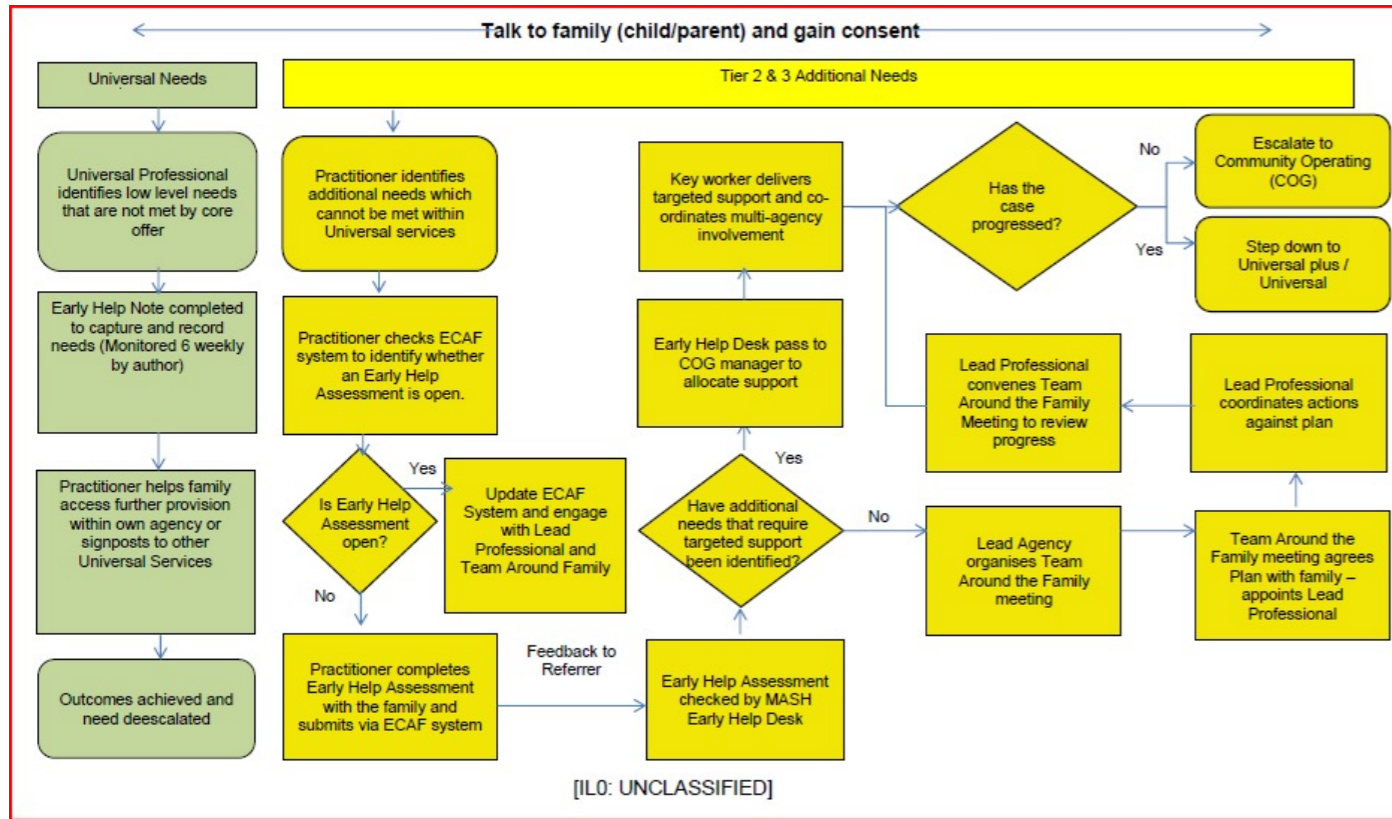 Talk to family (child/parent) and gain consent
Universal Needs
Tier 2 & 3 Additional Needs
Universal Professional
identifies low level needs
that are not met by core
offer
Early Help Note completed
to capture and record
needs (Monitored 6 weekly
by author)
Practitioner helps family
access further provision
within own agency or
signposts to other
Universal Services
Outcomes achieved and
need deescalated
Practitioner identifies
additional needs which
cannot be met within
Universal services
Practitioner checks ECAF
system to identify whether
an Early Help
Assessment is open.
Is Early Help
Assessment
open?
Yes
No
Update ECAF
System and engage
with Lead
Professional and
Team Around Family
Practitioner completes
Early Help Assessment
with the family and
submits via ECAF system
Feedback to
Referrer
Early Help Assessment
checked by MASH
Early Help Desk
Have additional
needs that require
targeted support
been identified?
Yes
No
Early Help Desk pass to
COG manager to
allocate support
Key worker delivers
targeted support and co-
ordinates multi-agency
involvement
Lead Agency
organises Team
Around the Family
meeting
Team Around the
Family meeting agrees
Plan with family –
appoints Lead
Professional
Lead Professional
coordinates actions
against plan
Lead Professional
convenes Team
Around the Family
Meeting to review
progress
Has the
case
progressed?
No
Yes
Escalate to
Community Operating
(COG)
Step down to
Universal plus /
Universal
[IL0: UNCLASSIFIED]